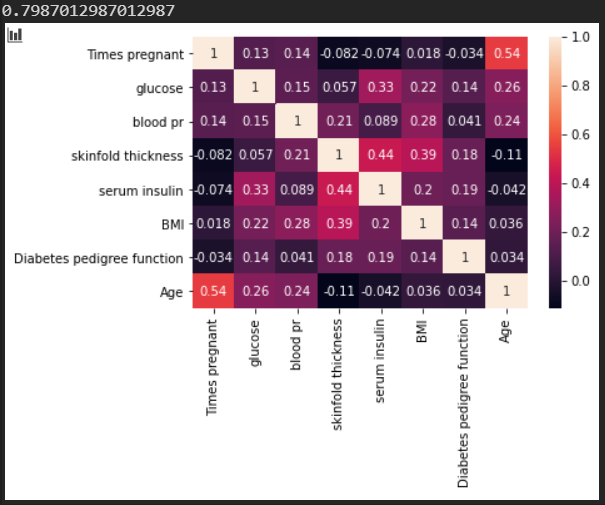 0.7987012987012987
Times pregnant 1 0.13 0.14 -0.082 -0.074 0.018 -0.034 0.54
glucose 0.13 1 0.15 0.057 0.33 0.22 0.14 0.26
blood pr 0.14 0.15 1 0.21 0.089 0.28 0.041 0.24
skinfold thickness -0.082 0.057 0.21 1 0.44 0.39 0.18 -0.11
serum insulin -0.074 0.33 0.089 0.44 1 0.2 0.19 -0.042
BMI 0.018 0.22 0.28 0.39 0.2 1 0.14 0.036
Diabetes pedigree function -0.034 0.14 0.041 0.18 0.19 0.14 1 0.034
Age 0.54 0.26 0.24 -0.11 -0.042 0.036 0.034 1
Times pregnant
glucose
blood pr
skinfold thickness
serum insulin
BMI
Diabetes pedigree function
Age
1.0
0.8
0.6
0.4
0.2
0.0